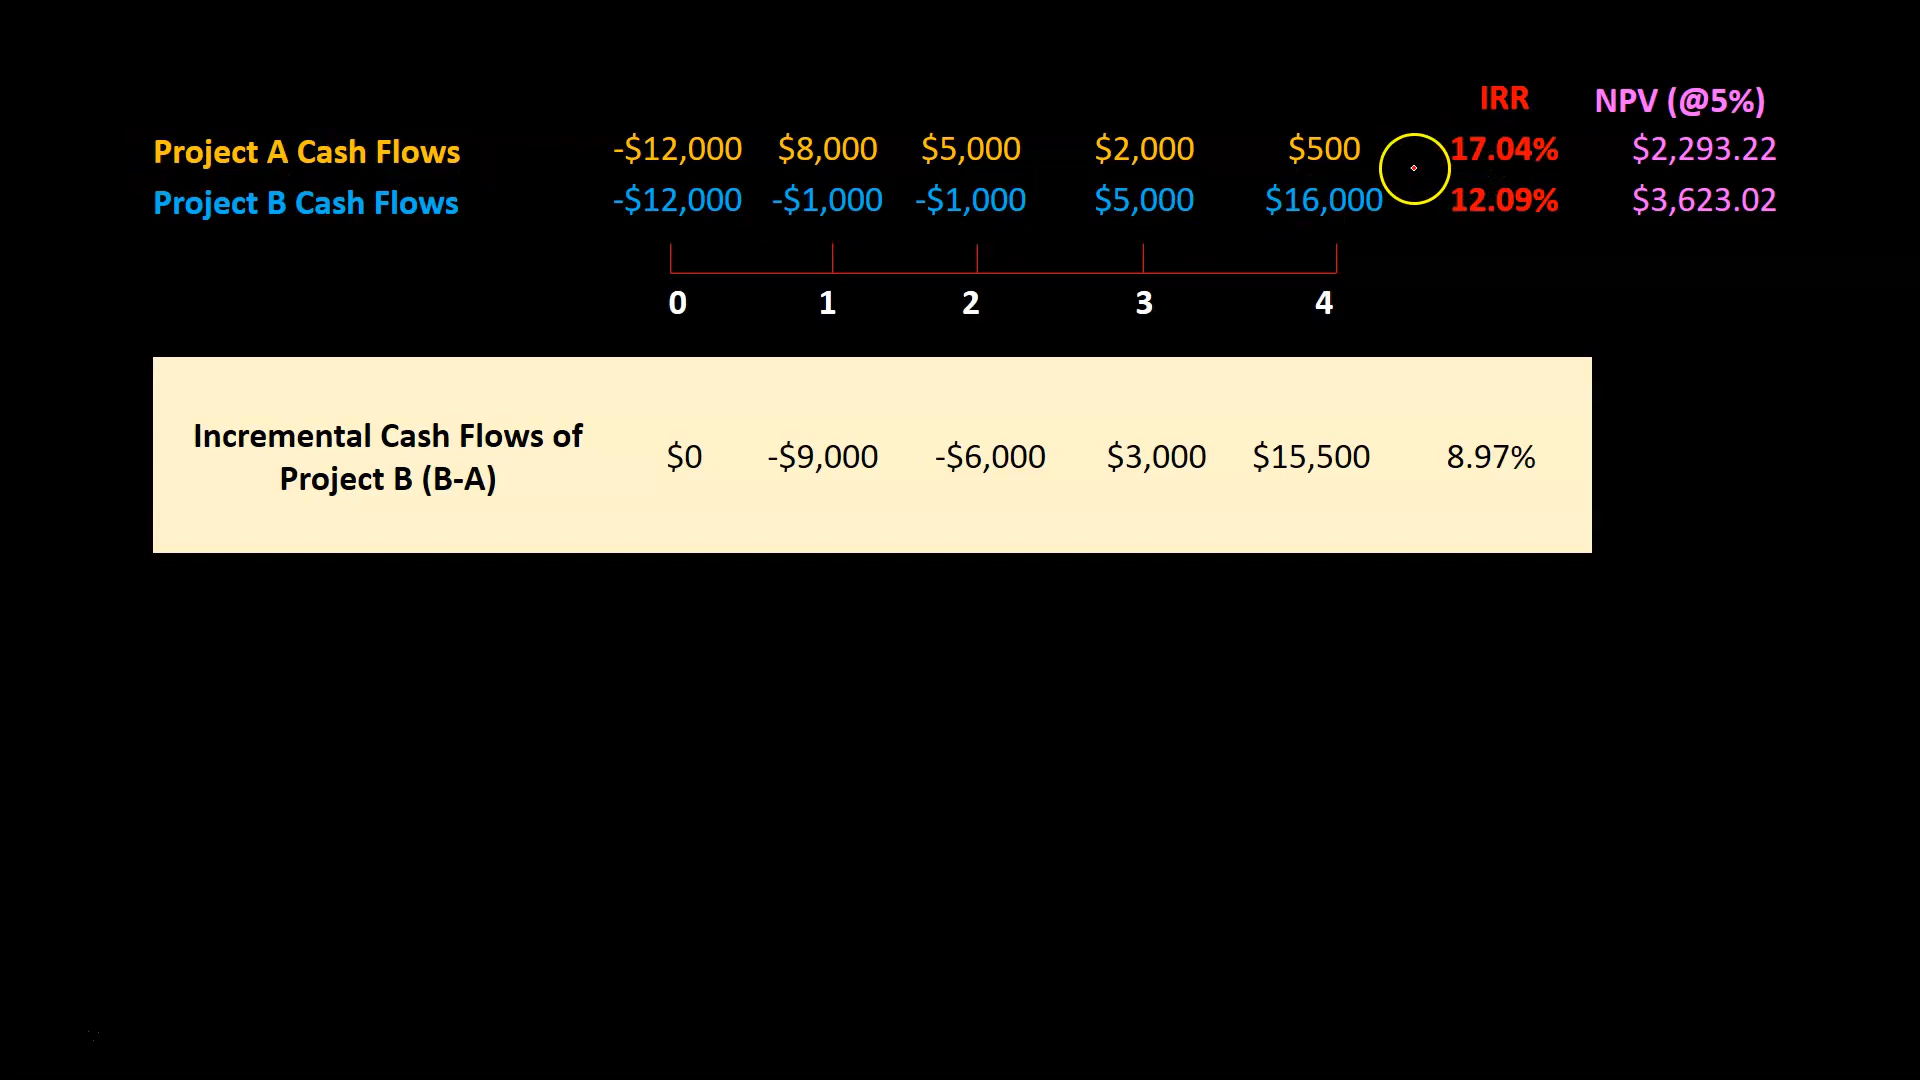 IRR NPV (@5%)
Project A Cash Flows -$12,000 $8,000 $5,000 $2,000 $500 17.04% $2,293.22
Project B Cash Flows -$12,000 -$1,000 -$1,000 $5,000 $16,000 12.09% $3,623.02
0 1 2 3 4
Incremental Cash Flows of
Project B (B-A)
$0 -$9,000 -$6,000 $3,000 $15,500 8.97%